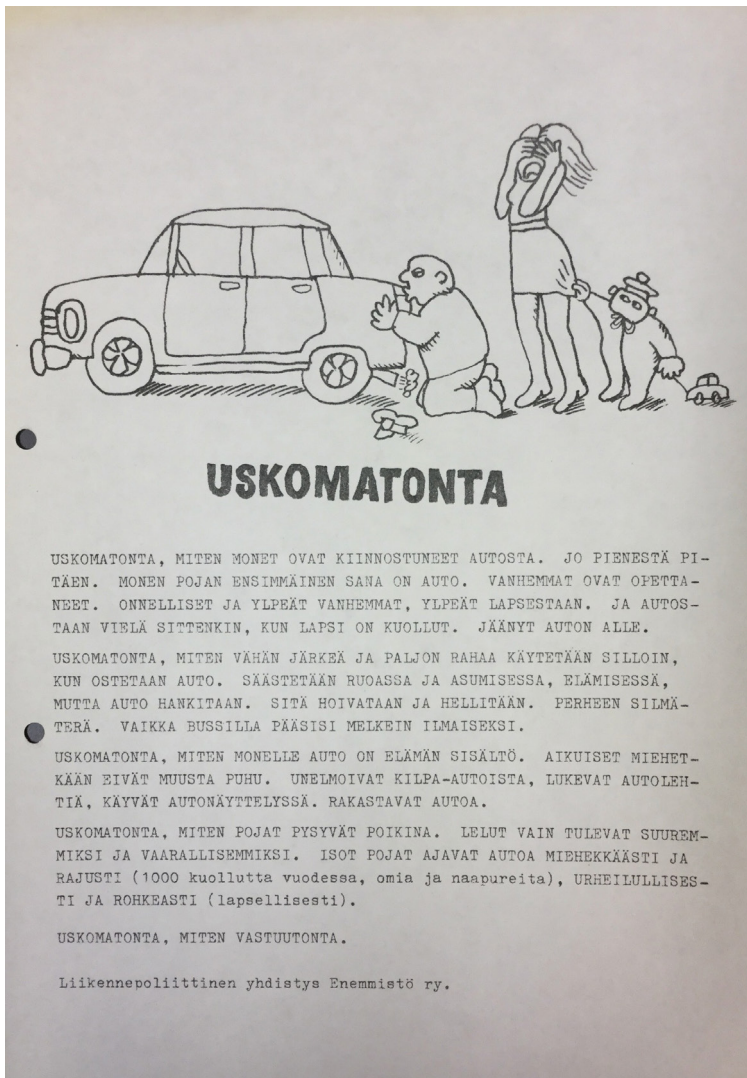 USKOMATONTA
USKOMATONTA, MITEN MONET OVAT KIINNOSTUNEET AUTOSTA. JO PIENESTÄ PI-
TÄEN. MONEN POJAN ENSIMMÄINEN SANA ON AUTO. VANHEMMAT OVAT OPETTA-
NEET. ONNELLISET JA YLPEÄT VANHEMMAT, YLPEÄT LAPSESTAAN. JA AUTOS-
TAAN VIELÄ SITTENKIN, KUN LAPSI ON KUOLLUT. JÄÄNYT AUTON ALLE.
USKOMATONTA, MITEN VÄHÄN JÄRKEÄ JA PALJON RAHAA KÄYTETÄÄN SILLOIN,
KUN OSTETAAN AUTO. SÄÄSTETÄÄN RUOASSA JA ASUMISESSA, ELÄMISESSÄ,
MUTTA AUTO HANKITAAN. SITÄ HOIVATAAN JA HELLITÄÄN. PERHEEN SILMÄ-
TERÄ. VAIKKA BUSSILLA PÄÄSISI MELKEIN ILMAISEKSI.
USKOMATONTA, MITEN MONELLE AUTO ON ELÄMÄN SISÄLTÖ. AIKUISET MIEHET-
KÄÄN EIVÄT MUUSTA PUHU. UNELMOIVAT KILPA-AUTOISTA, LUKEVAT AUTOLEH-
TIÄ, KÄYVÄT AUTONÄYTTELYSSÄ. RAKASTAVAT AUTOA.
USKOMATONTA, MITEN POJAT PYSYVÄT POIKINA. LELUT VAIN TULEVAT SUUREM-
MIKSI JA VAARALLISEMMIKSI. ISOT POJAT AJAVAT AUTOA MIEHEKKÄÄSTI JA
RAJUSTI (1000 kuollutta vuodessa, omia ja naapureita), URHEILULLISES-
TI JA ROHKEASTI (lapsellisesti).
USKOMATONTA, MITEN VASTUUTONTA.
Liikennepoliittinen yhdistys Enemmistö ry.